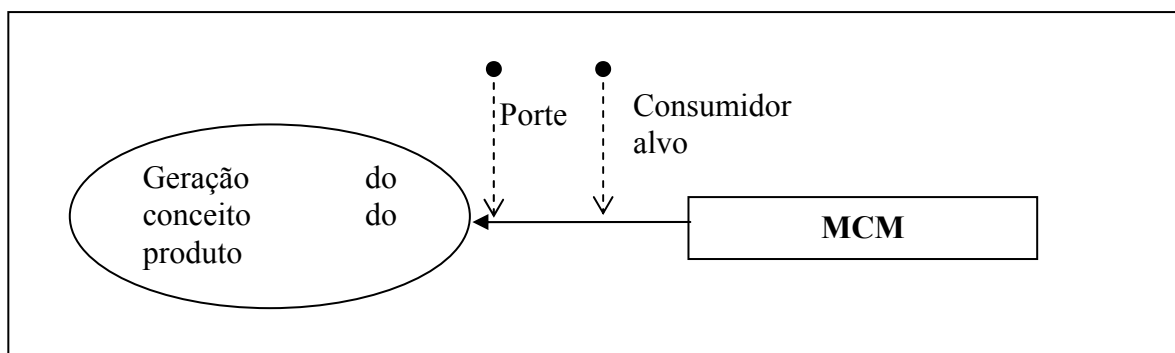 Porte
Consumidor
alvo
Geração do
conceito do
produto
MCM